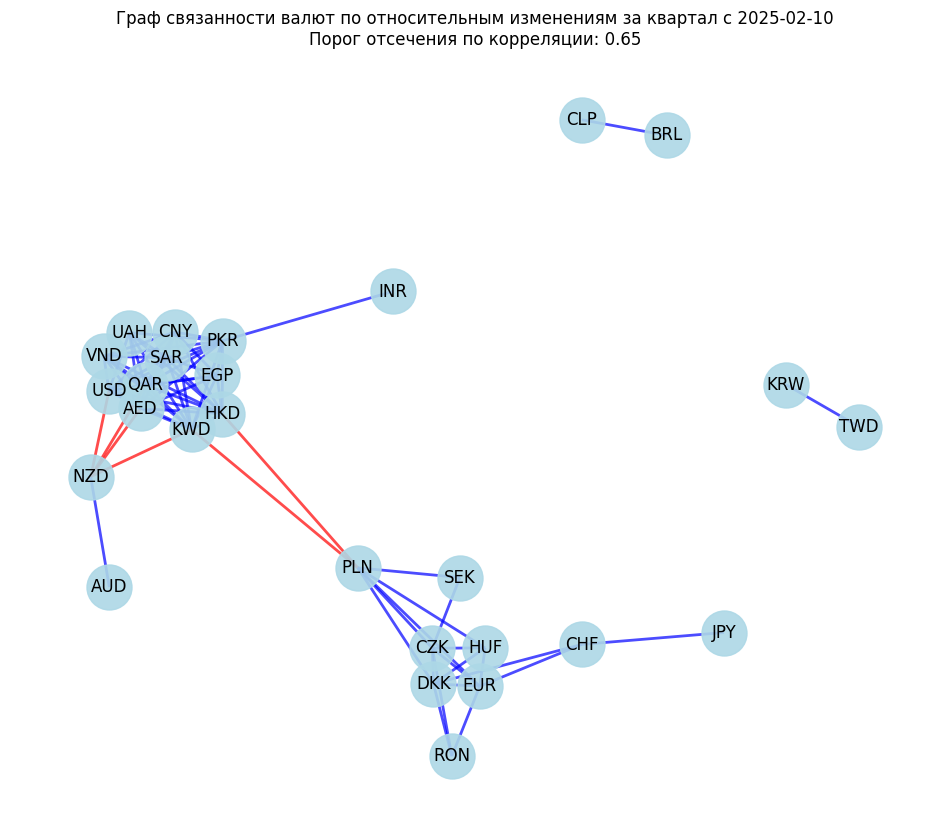 Граф связанности валют по относительным изменениям за квартал с 2025-02-10
Порог отсечения по корреляции: 0.65
CLP
BRL
INR
UAH
CNY
PKR
VND
SAR
EGP
USD
QAR
AED
HKD
KWD
KRW
TWD
NZD
AUD
PLN
SEK
CZK
HUF
CHF
JPY
DKK
EUR
RON